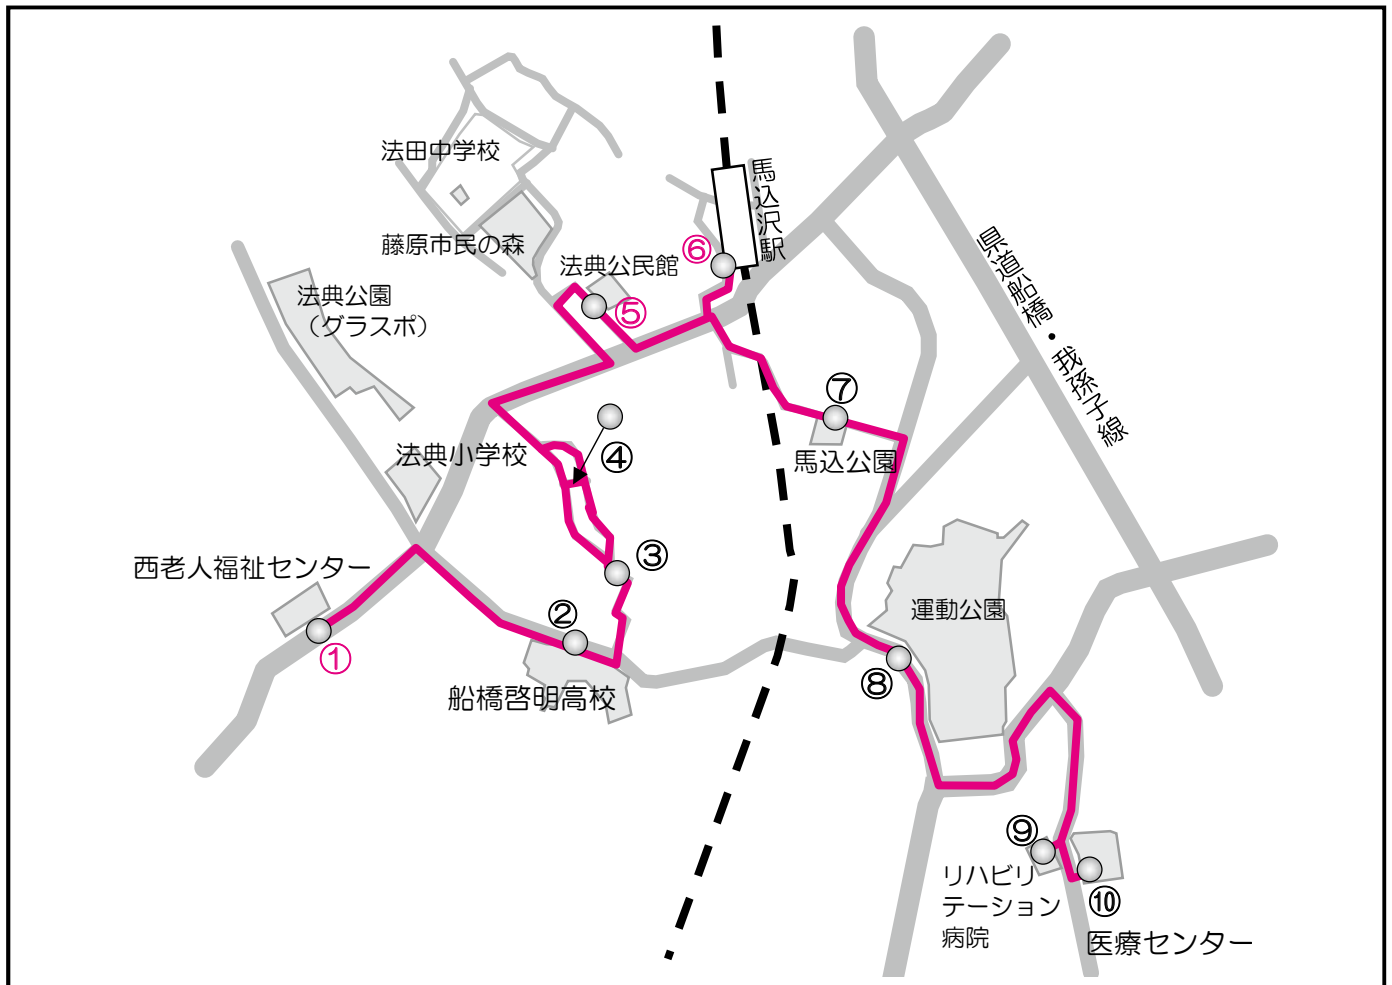 法田中学校
馬込沢駅
藤原市民の森
⑥
法典公民館
県道船橋・我孫子線
法典公園
(グラスポ)
⑤
⑦
法典小学校
④
馬込公園
③
西老人福祉センター
②
運動公園
①
⑧
船橋啓明高校
⑨
リハビリ
テーション
病院
⑩
医療センター